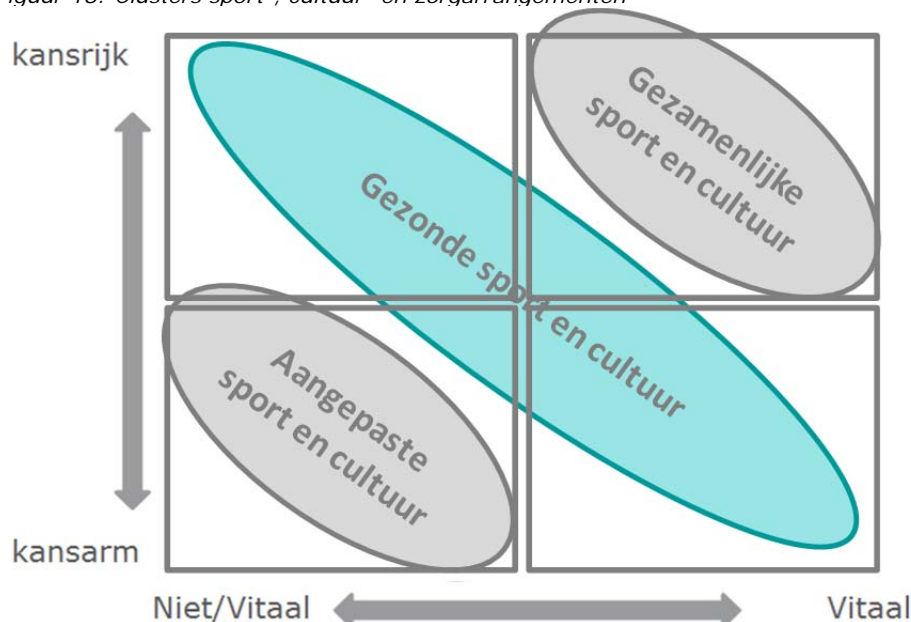 Clusters sport-, cultuur- en zorgarrangementen
kansrijk
Gezamenlijke
sport en cultuur
Gezonde sport en cultuur
Aangepaste
sport en cultuur
kansarm
Niet/Vitaal
Vitaal